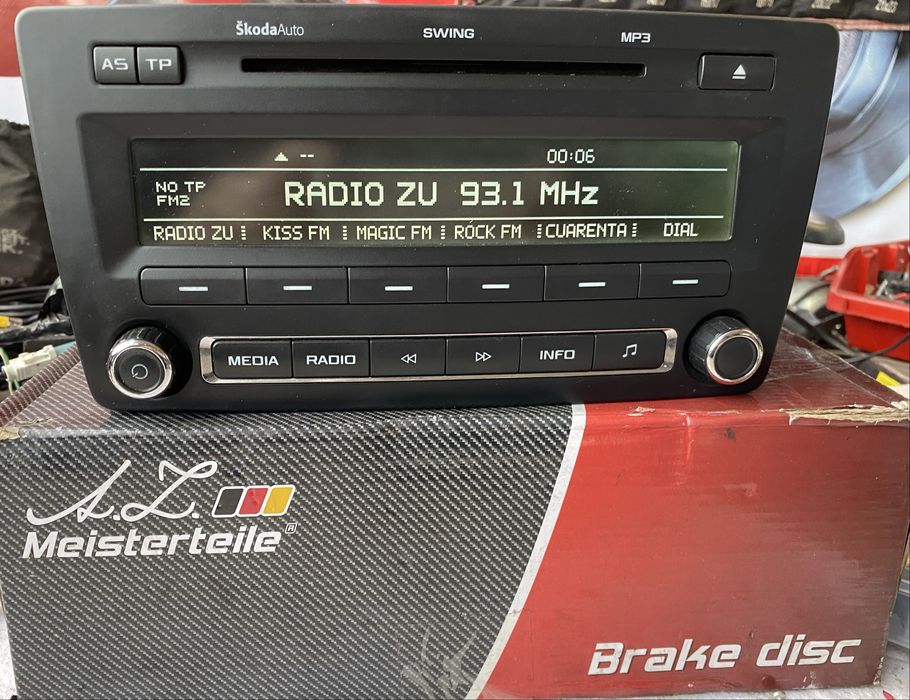 ŠkodaAuto SWING MP3
AS TP
-- 00:06
NO TP
FM2
RADIO ZU 93.1 MHz
RADIO ZU KISS FM MAGIC FM RÓCK FM CUARENTA DIAL
MEDIA RADIO INFO
A.Z.
Meisterteile R
Brake disc